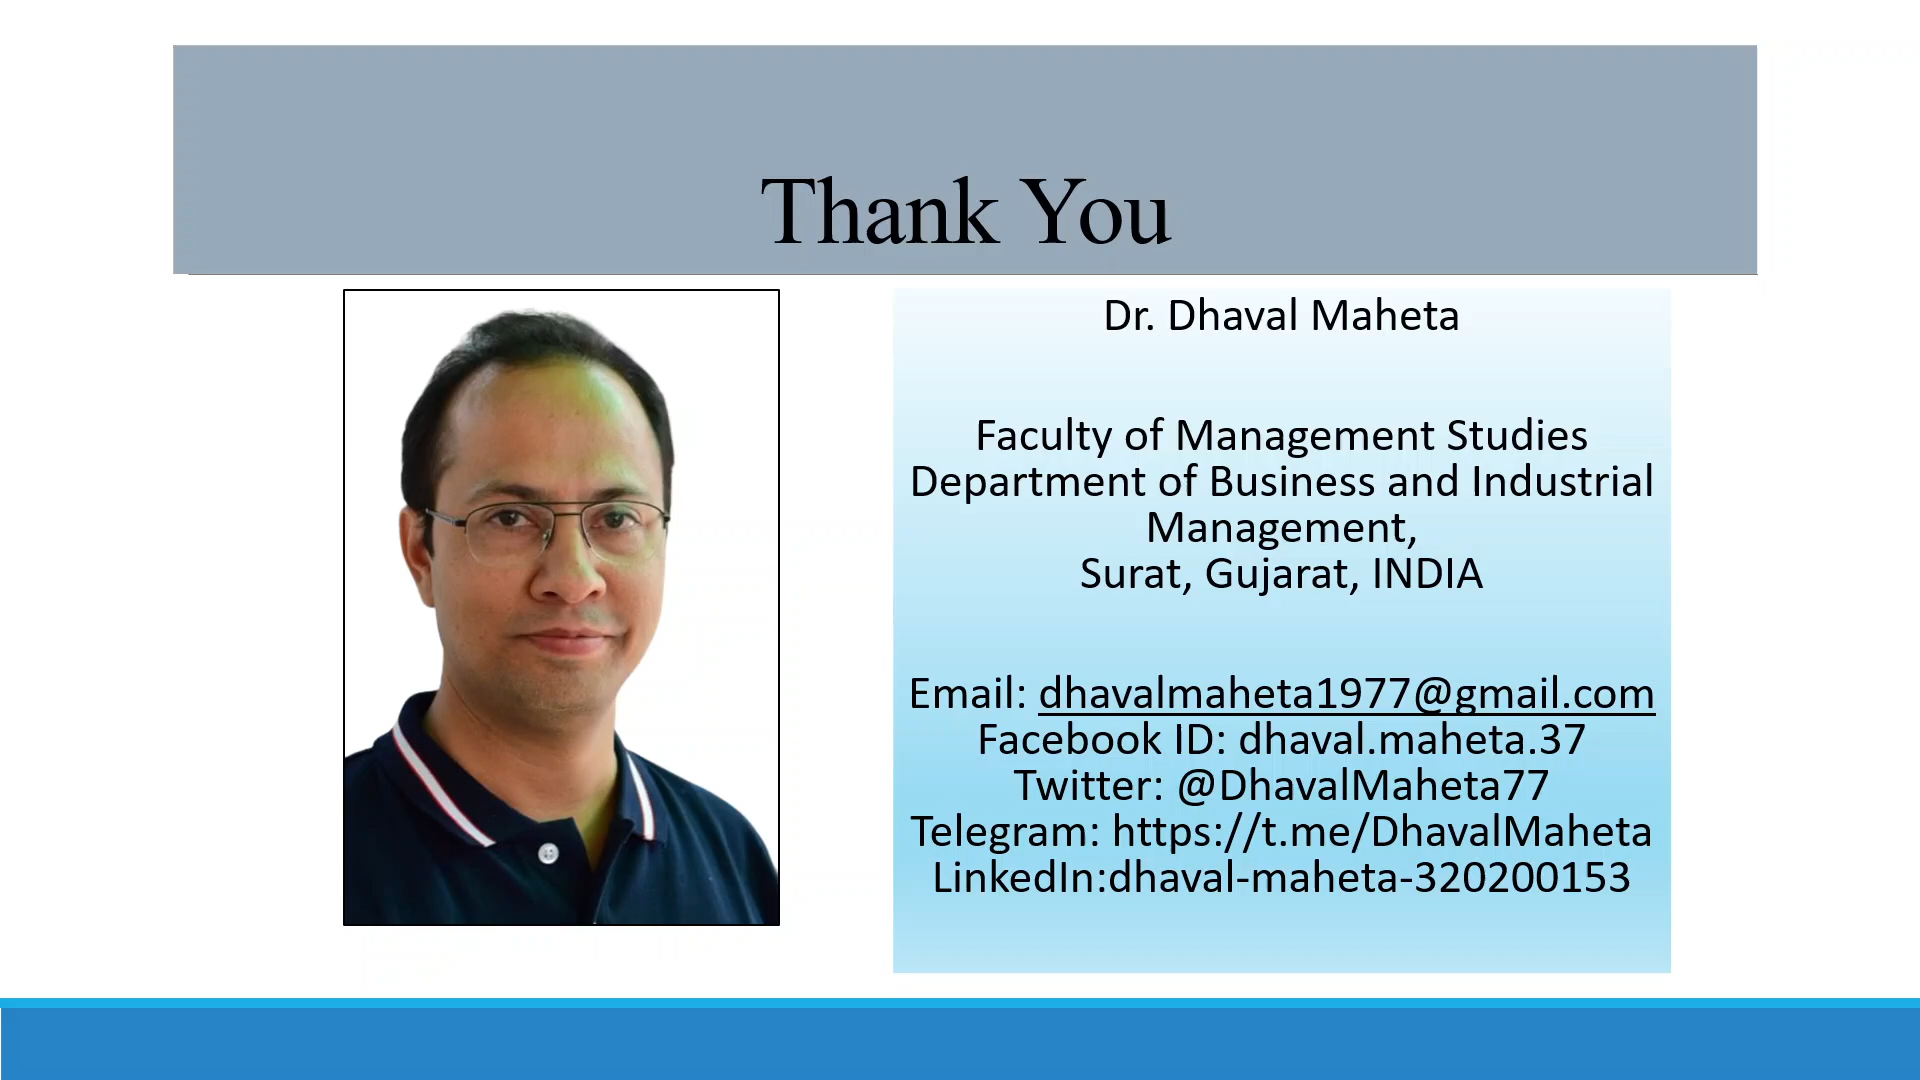 Thank You
Dr. Dhaval Maheta
Faculty of Management Studies
Department of Business and Industrial
Management,
Surat, Gujarat, INDIA
Email: dhavalmaheta1977@gmail.com
Facebook ID: dhaval.maheta.37
Twitter: @DhavalMaheta77
Telegram: https://t.me/DhavalMaheta
LinkedIn:dhaval-maheta-320200153